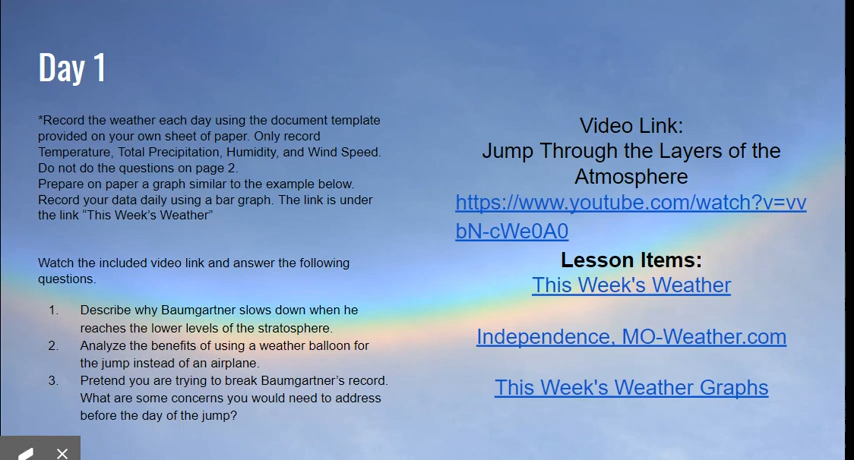 Day 1
*Record the weather each day using the document template
provided on your own sheet of paper. Only record
Temperature, Total Precipitation, Humidity, and Wind Speed.
Do not do the questions on page 2.
Prepare on paper a graph similar to the example below.
Record your data daily using a bar graph. The link is under
the link "This Week's Weather"
Watch the included video link and answer the following
questions.
1. Describe why Baumgartner slows down when he
reaches the lower levels of the stratosphere.
2. Analyze the benefits of using a weather balloon for
the jump instead of an airplane.
3. Pretend you are trying to break Baumgartner's record.
What are some concerns you would need to address
before the day of the jump?
Video Link:
Jump Through the Layers of the
Atmosphere
https://www.youtube.com/watch?v=vv
bN-cWe0A0
Lesson Items:
This Week's Weather
Independence, MO-Weather.com
This Week's Weather Graphs